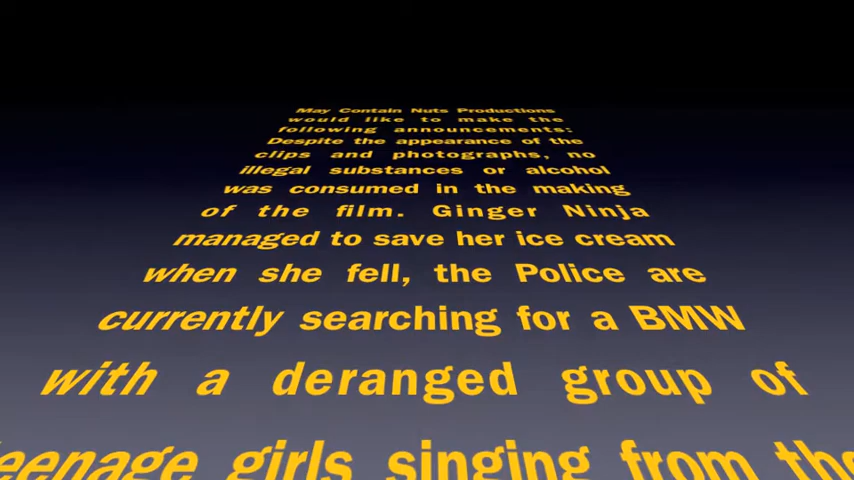 May Contain Nuts Productions
would like to make the
following announcements:
Despite the appearance of the
clips and photographs, no
illegal substances or alcohol
was consumed in the making
of the film. Ginger Ninja
managed to save her ice cream
when she fell, the Police are
currently searching for a BMW
with a deranged group of
teenage girls singing from the